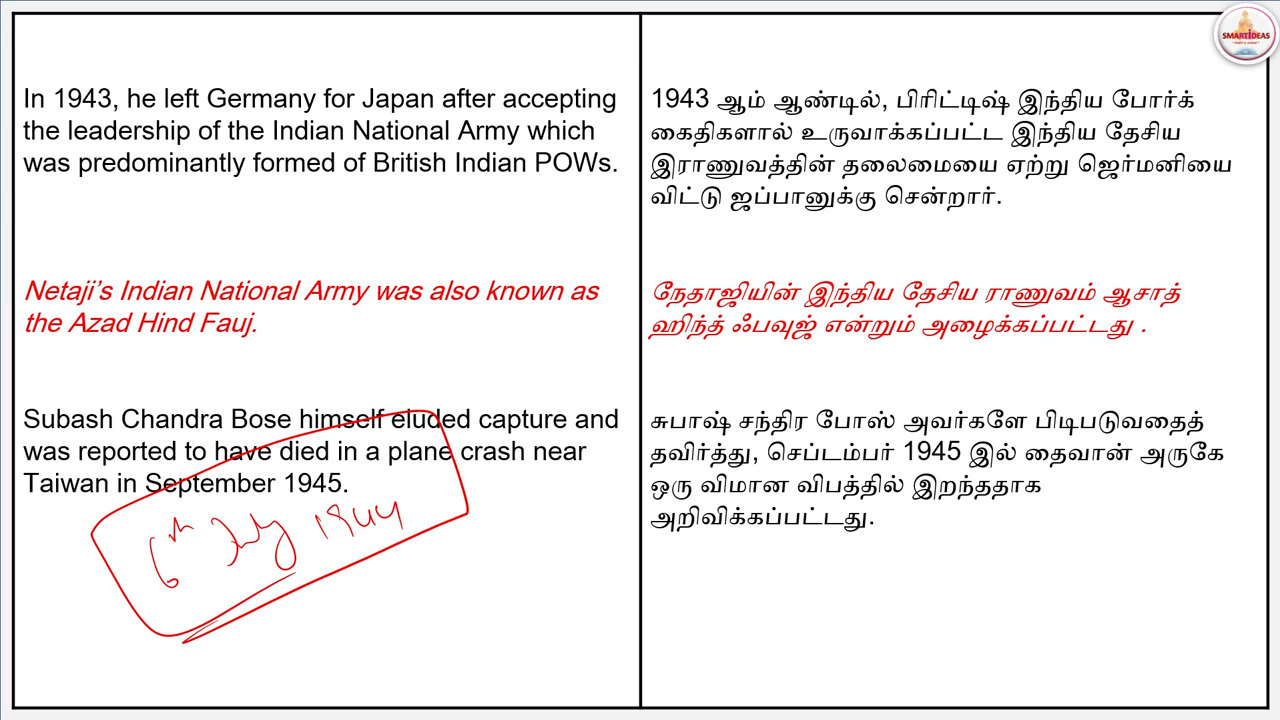 SMARTIDEAS
In 1943, he left Germany for Japan after accepting
the leadership of the Indian National Army which
was predominantly formed of British Indian POWs.
Netaji’s Indian National Army was also known as
the Azad Hind Fauj.
Subash Chandra Bose himself eluded capture and
was reported to have died in a plane crash near
Taiwan in September 1945.
6th July 1944
1943 ஆம் ஆண்டில், பிரிட்டிஷ் இந்திய போர்க்
கைதிகளால் உருவாக்கப்பட்ட இந்திய தேசிய
இராணுவத்தின் தலைமையை ஏற்று ஜெர்மனியை
விட்டு ஜப்பானுக்கு சென்றார்.
நேதாஜியின் இந்திய தேசிய ராணுவம் ஆசாத்
ஹிந்த் ஃபவுஜ் என்றும் அழைக்கப்பட்டது .
சுபாஷ் சந்திர போஸ் அவர்களே பிடிபடுவதைத்
தவிர்த்து, செப்டம்பர் 1945 இல் தைவான் அருகே
ஒரு விமான விபத்தில் இறந்ததாக
அறிவிக்கப்பட்டது.